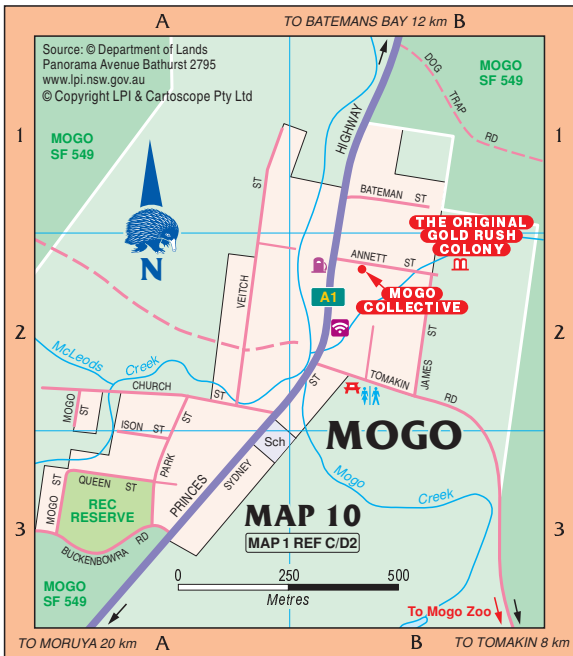 A
TO BATEMANS BAY 12 km
B
Source: © Department of Lands
Panorama Avenue Bathurst 2795
www.lpi.nsw.gov.au
© Copyright LPI & Cartoscope Pty Ltd
MOGO
SF 549
DOG TRAP RD
1
1
MOGO
SF 549
HIGHWAY
ST
BATEMAN ST
THE ORIGINAL
GOLD RUSH
COLONY
ANNETT ST
N
VEITCH
A1
MOGO
COLLECTIVE
2
2
McLeods Creek
ST
JAMES
CHURCH ST
ST
TOMAKIN RD
MOGO ST
ISON ST
ST
PARK
Sch
MOGO
SYDNEY
PRINCES
Mogo Creek
QUEEN ST
MOGO ST
REC
RESERVE
MAP 10
MAP 1 REF C/D2
3
3
BUCKENBOWRA RD
MOGO
SF 549
0 250 500
Metres
To Mogo Zoo
TO MORUYA 20 km
A
B
TO TOMAKIN 8 km